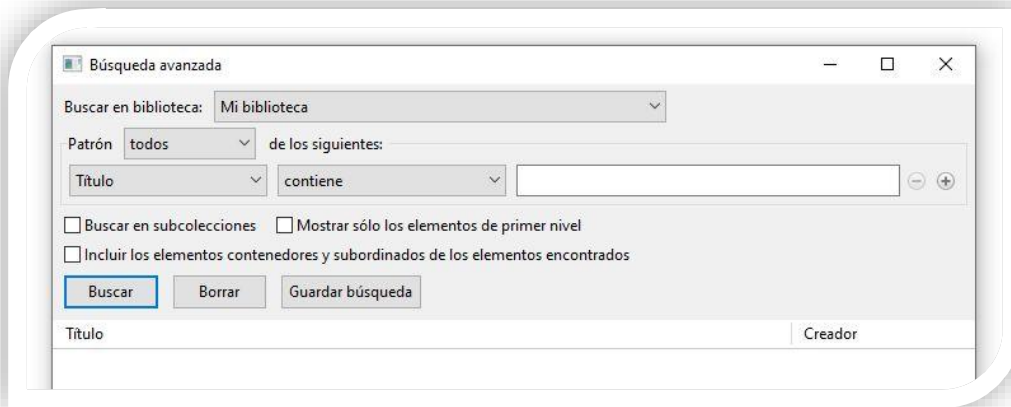 Búsqueda avanzada
Buscar en biblioteca: Mi biblioteca
Patrón todos de los siguientes:
Título contiene
Buscar en subcolecciones Mostrar sólo los elementos de primer nivel
Incluir los elementos contenedores y subordinados de los elementos encontrados
Buscar Borrar Guardar búsqueda
Título Creador